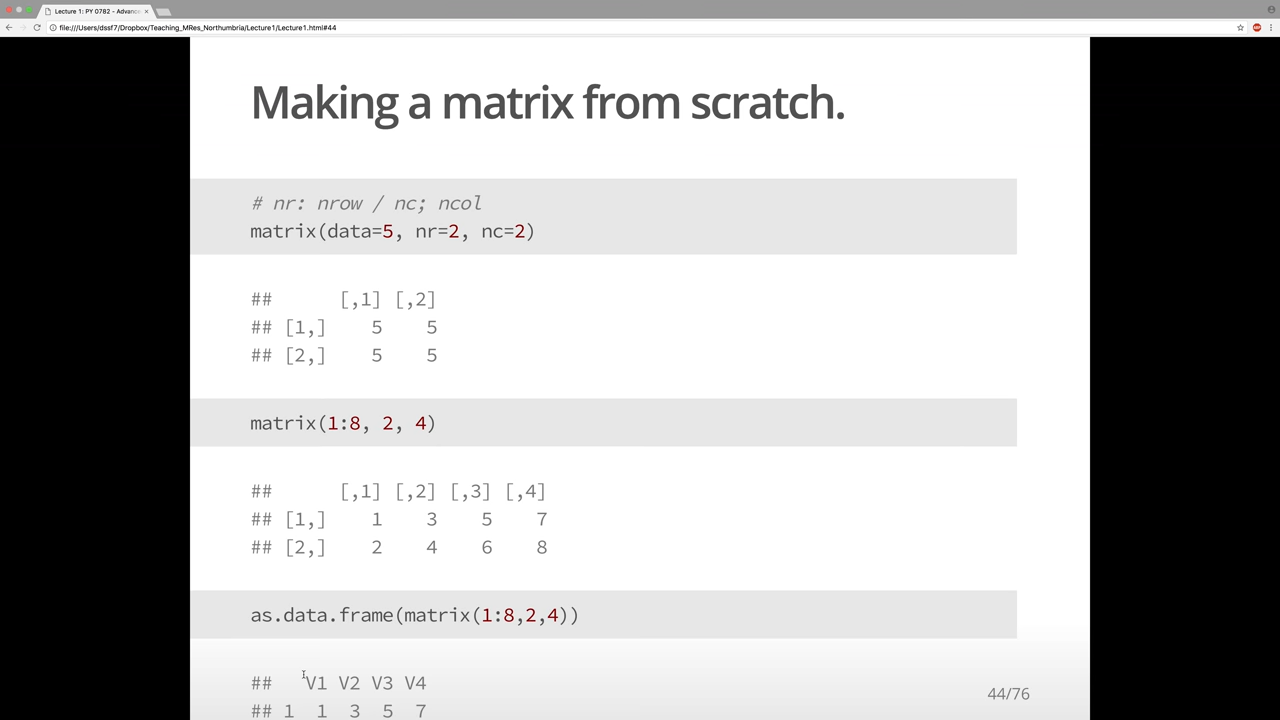 Lecture 1: PY 0782 - Advanc
file:///Users/dssf7/Dropbox/Teaching_MRes_Northumbria/Lecture1/Lecture1.html#44
Making a matrix from scratch.
# nr: nrow / nc; ncol
matrix(data=5, nr=2, nc=2)
##      [,1] [,2]
## [1,]    5    5
## [2,]    5    5
matrix(1:8, 2, 4)
##      [,1] [,2] [,3] [,4]
## [1,]    1    3    5    7
## [2,]    2    4    6    8
as.data.frame(matrix(1:8,2,4))
##   V1 V2 V3 V4
## 1  1  3  5  7
44/76